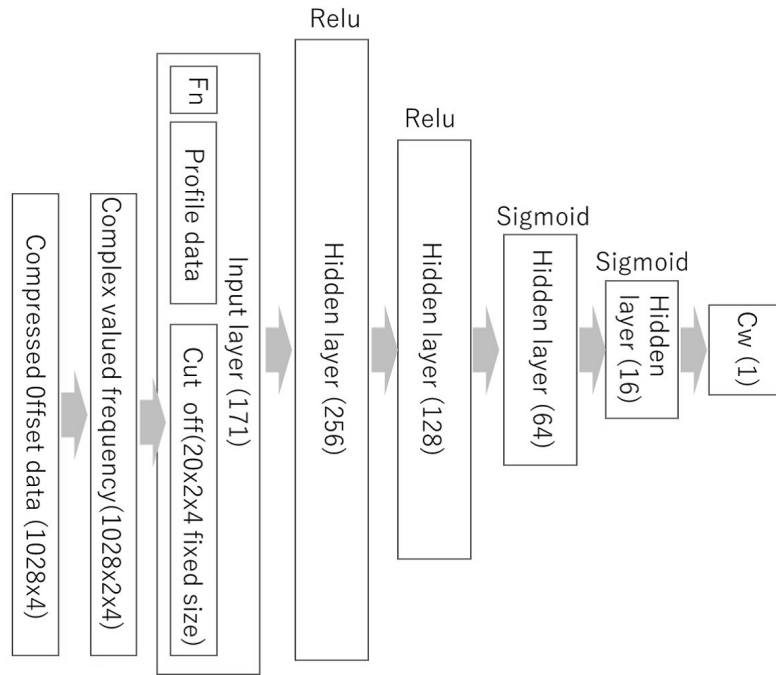 Compressed Offset data (1028x4)
Complex valued frequency(1028x2x4)
Fn
Profile data
Cut off(20x2x4 fixed size)
Input layer (171)
Relu
Hidden layer (256)
Relu
Hidden layer (128)
Sigmoid
Hidden layer (64)
Sigmoid
Hidden
layer (16)
Cw (1)